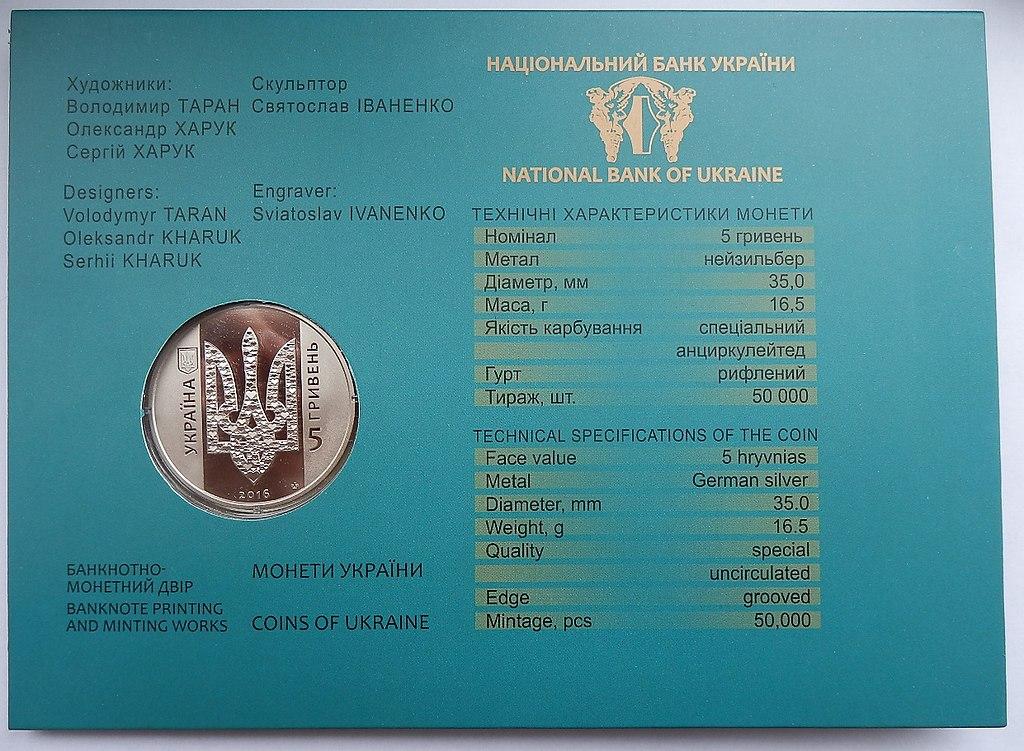 Художники:
Володимир ТАРАН
Олександр ХАРУК
Сергій ХАРУК
Скульптор
Святослав ІВАНЕНКО
Designers:
Volodymyr TARAN
Oleksandr KHARUK
Serhii KHARUK
Engraver:
Sviatoslav IVANENKO
УКРАЇНА
5 ГРИВЕНЬ
2016
БАНКНОТНО-
МОНЕТНИЙ ДВІР
BANKNOTE PRINTING
AND MINTING WORKS
МОНЕТИ УКРАЇНИ
COINS OF UKRAINE
НАЦІОНАЛЬНИЙ БАНК УКРАЇНИ
NATIONAL BANK OF UKRAINE
ТЕХНІЧНІ ХАРАКТЕРИСТИКИ МОНЕТИ
Номінал 5 гривень
Метал нейзильбер
Діаметр, мм 35,0
Маса, г 16,5
Якість карбування спеціальний
анциркулейтед
Гурт рифлений
Тираж, шт. 50 000
TECHNICAL SPECIFICATIONS OF THE COIN
Face value 5 hryvnias
Metal German silver
Diameter, mm 35.0
Weight, g 16.5
Quality special
uncirculated
Edge grooved
Mintage, pcs 50,000